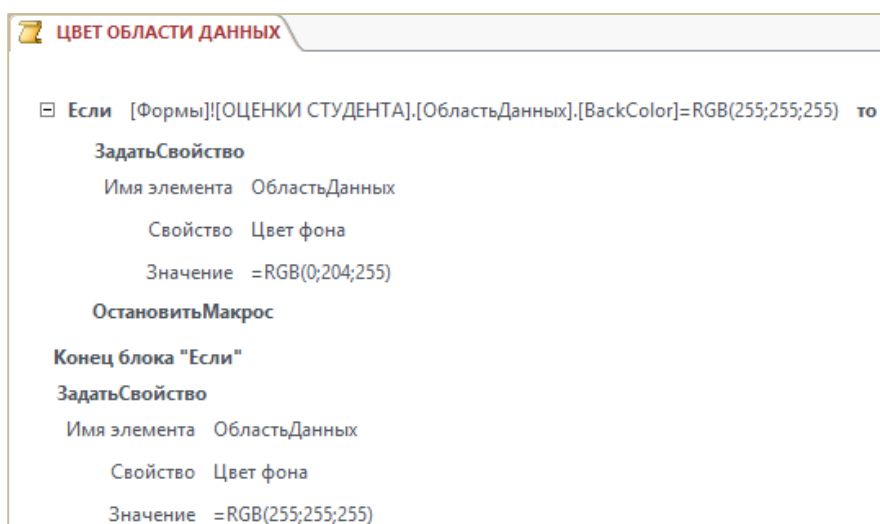 ЦВЕТ ОБЛАСТИ ДАННЫХ
Если [Формы]![ОЦЕНКИ СТУДЕНТА].[ОбластьДанных].[BackColor]=RGB(255;255;255) то
ЗадатьСвойство
Имя элемента ОбластьДанных
Свойство Цвет фона
Значение =RGB(0;204;255)
ОстановитьМакрос
Конец блока "Если"
ЗадатьСвойство
Имя элемента ОбластьДанных
Свойство Цвет фона
Значение =RGB(255;255;255)